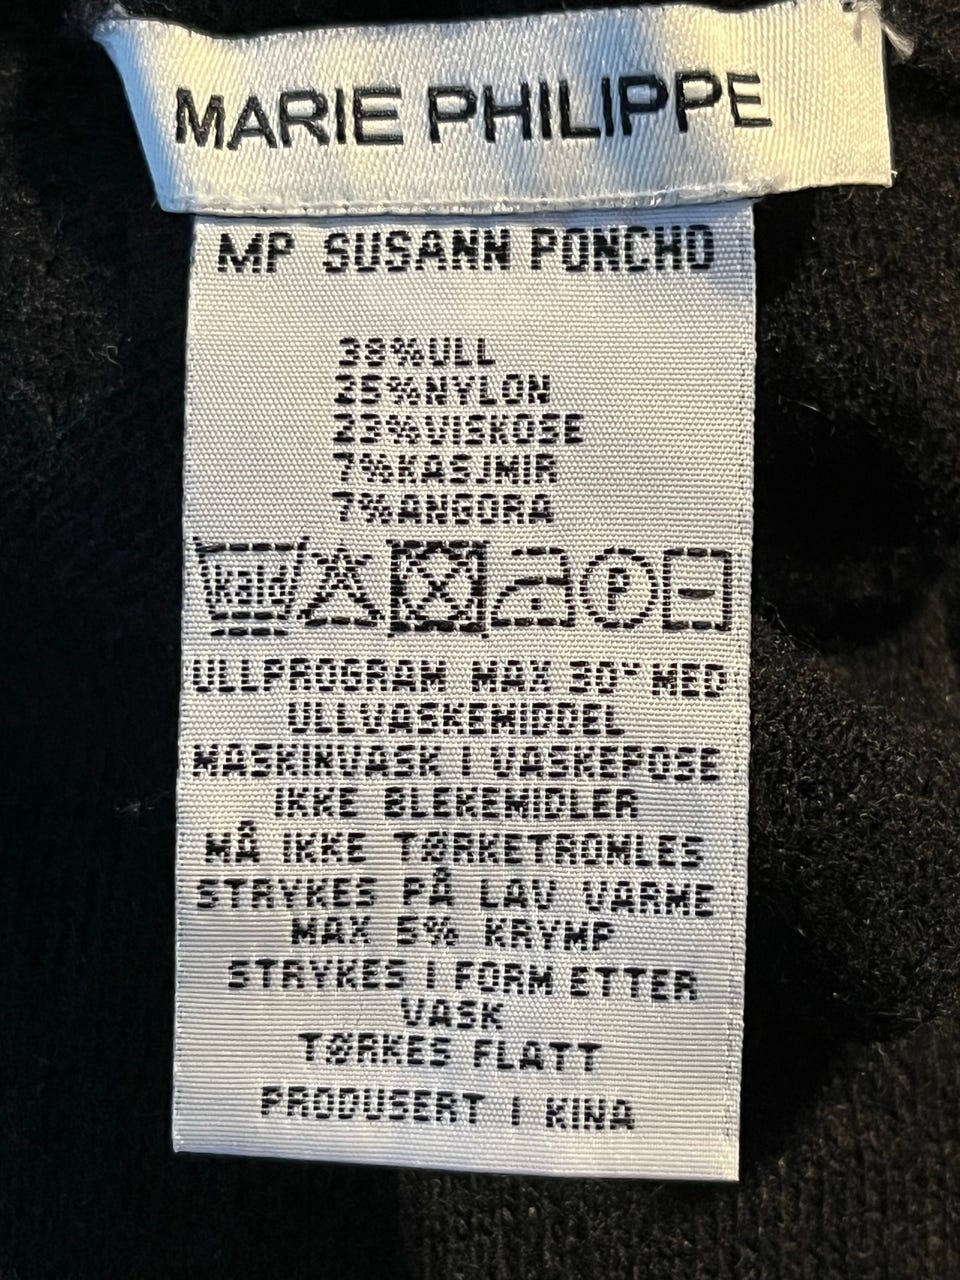 MARIE PHILIPPE
MP SUSANN PONCHO
38%ULL
25%NYLON
23%VISKOSE
7%KASJMIR
7%ANGORA
kald P
ULLPROGRAM MAX 30° MED
ULLVASKEMIDDEL
MASKINVASK I VASKEPOSE
IKKE BLEKEMIDLER
MÅ IKKE TØRKETROMLES
STRYKES PÅ LAV VARME
MAX 5% KRYMP
STRYKES I FORM ETTER
VASK
TØRKES FLATT
PRODUSERT I KINA